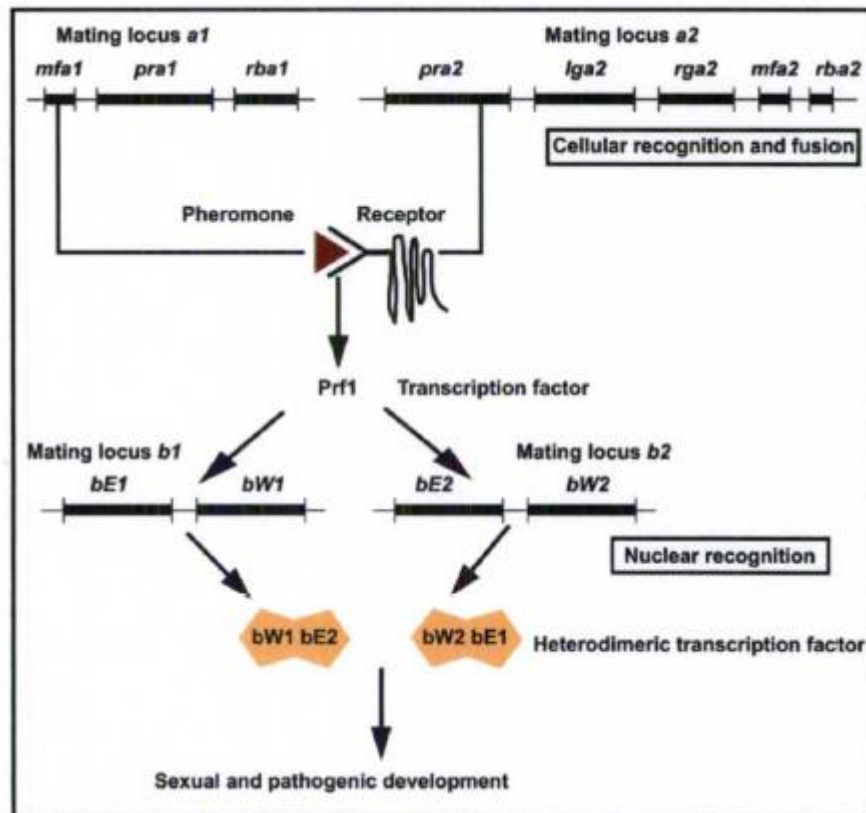 Mating locus a1
Mating locus a2
mfa1 pra1 rba1
pra2 lga2 rga2 mfa2 rba2
Cellular recognition and fusion
Pheromone Receptor
Prf1 Transcription factor
Mating locus b1
Mating locus b2
bE1 bW1
bE2 bW2
Nuclear recognition
bW1 bE2
bW2 bE1
Heterodimeric transcription factor
Sexual and pathogenic development